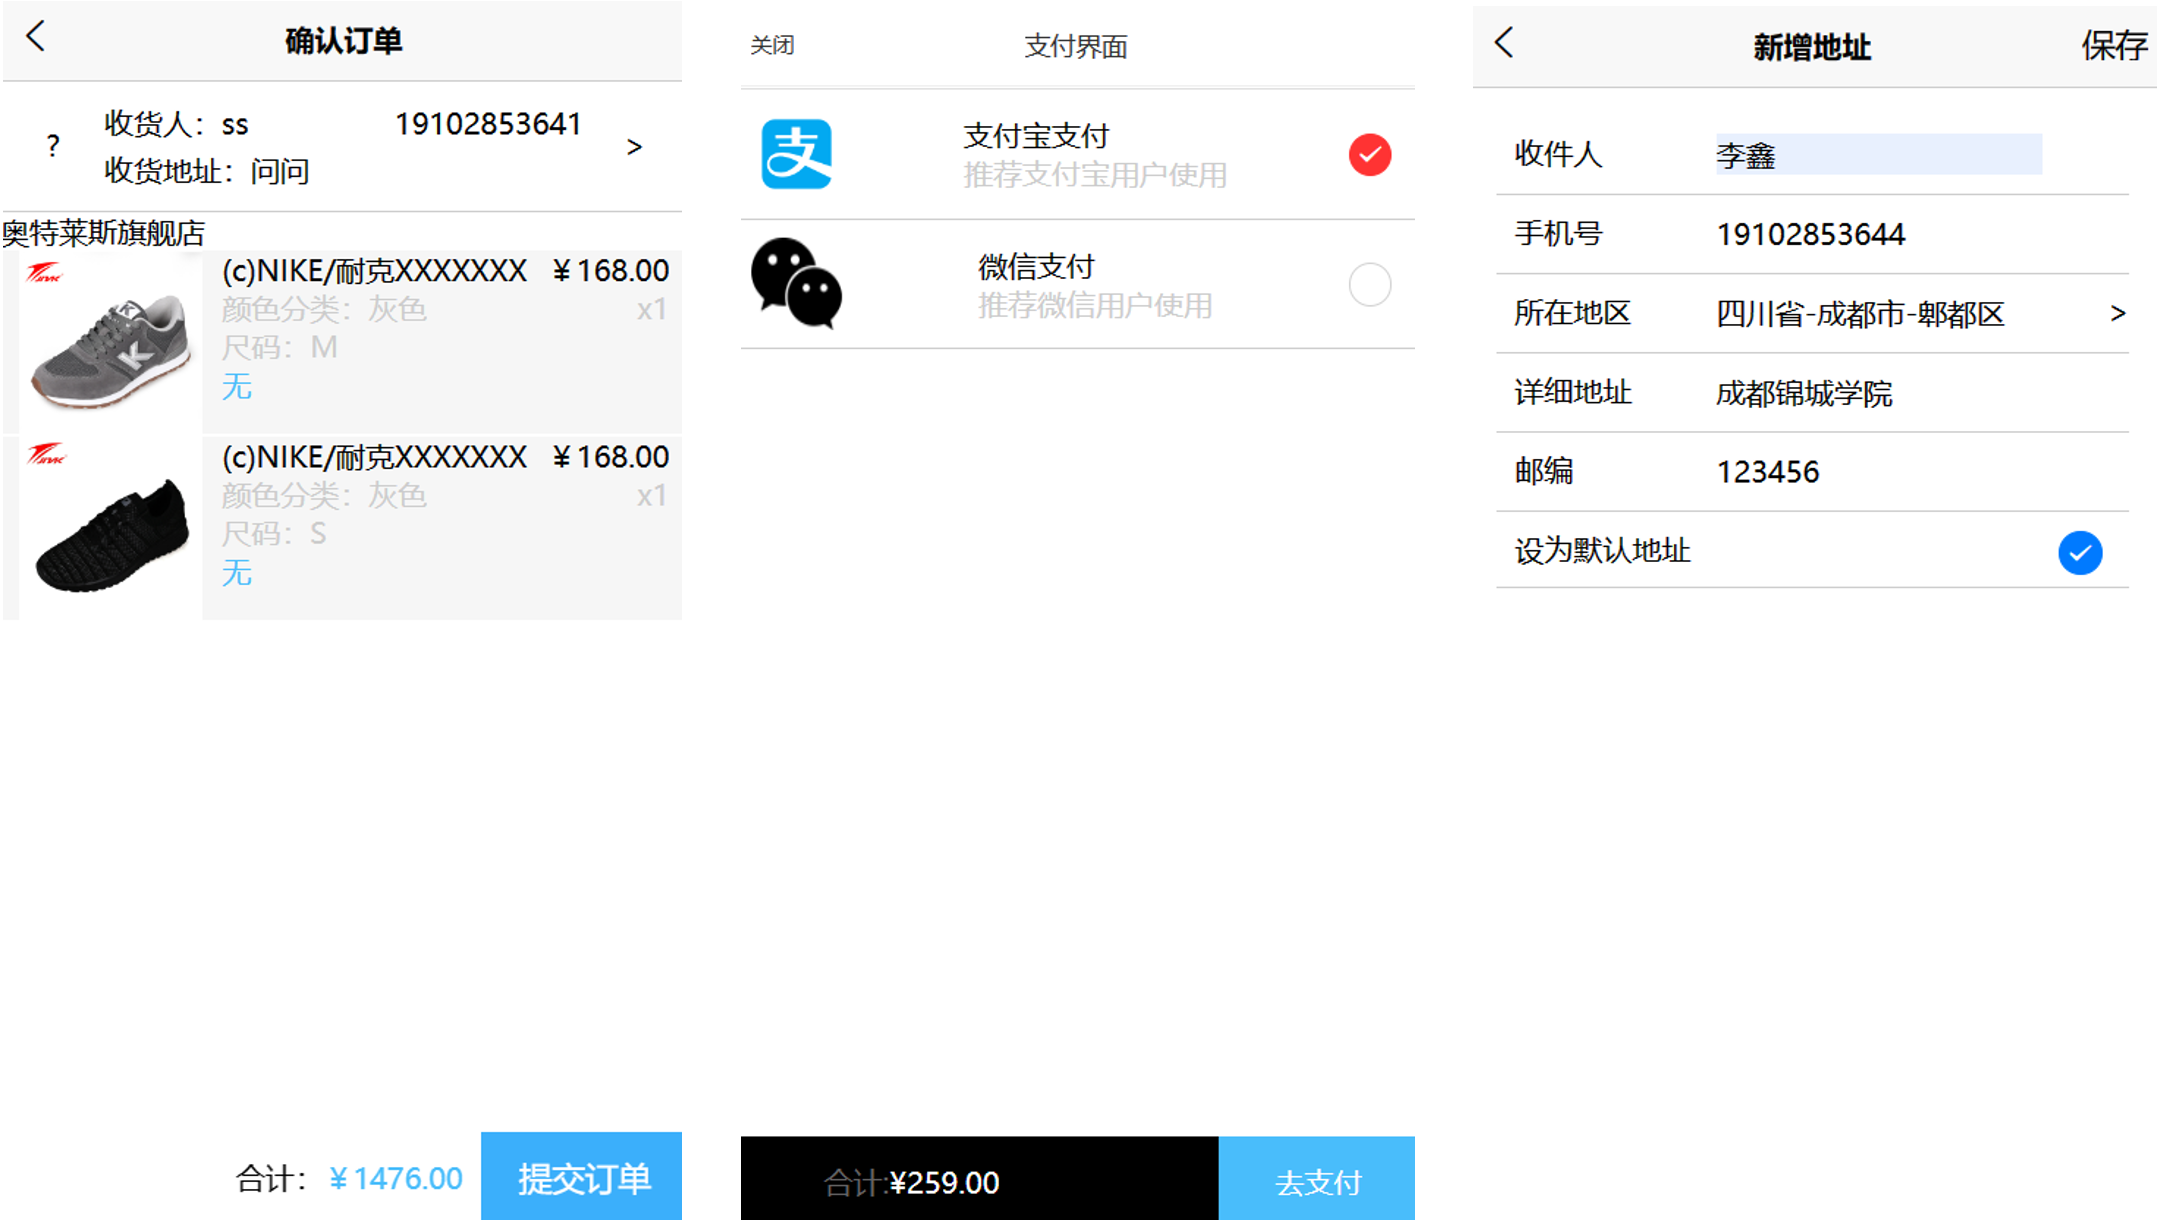 确认订单
?
收货人：ss 19102853641
收货地址：问问
>
奥特莱斯旗舰店
(c)NIKE/耐克XXXXXXX ￥168.00
颜色分类：灰色 x1
尺码：M
无
(c)NIKE/耐克XXXXXXX ￥168.00
颜色分类：灰色 x1
尺码：S
无
合计：￥1476.00 提交订单
关闭 支付界面
支付宝支付
推荐支付宝用户使用
微信支付
推荐微信用户使用
合计:¥259.00 去支付
新增地址 保存
收件人 李鑫
手机号 19102853644
所在地区 四川省-成都市-郫都区 >
详细地址 成都锦城学院
邮编 123456
设为默认地址